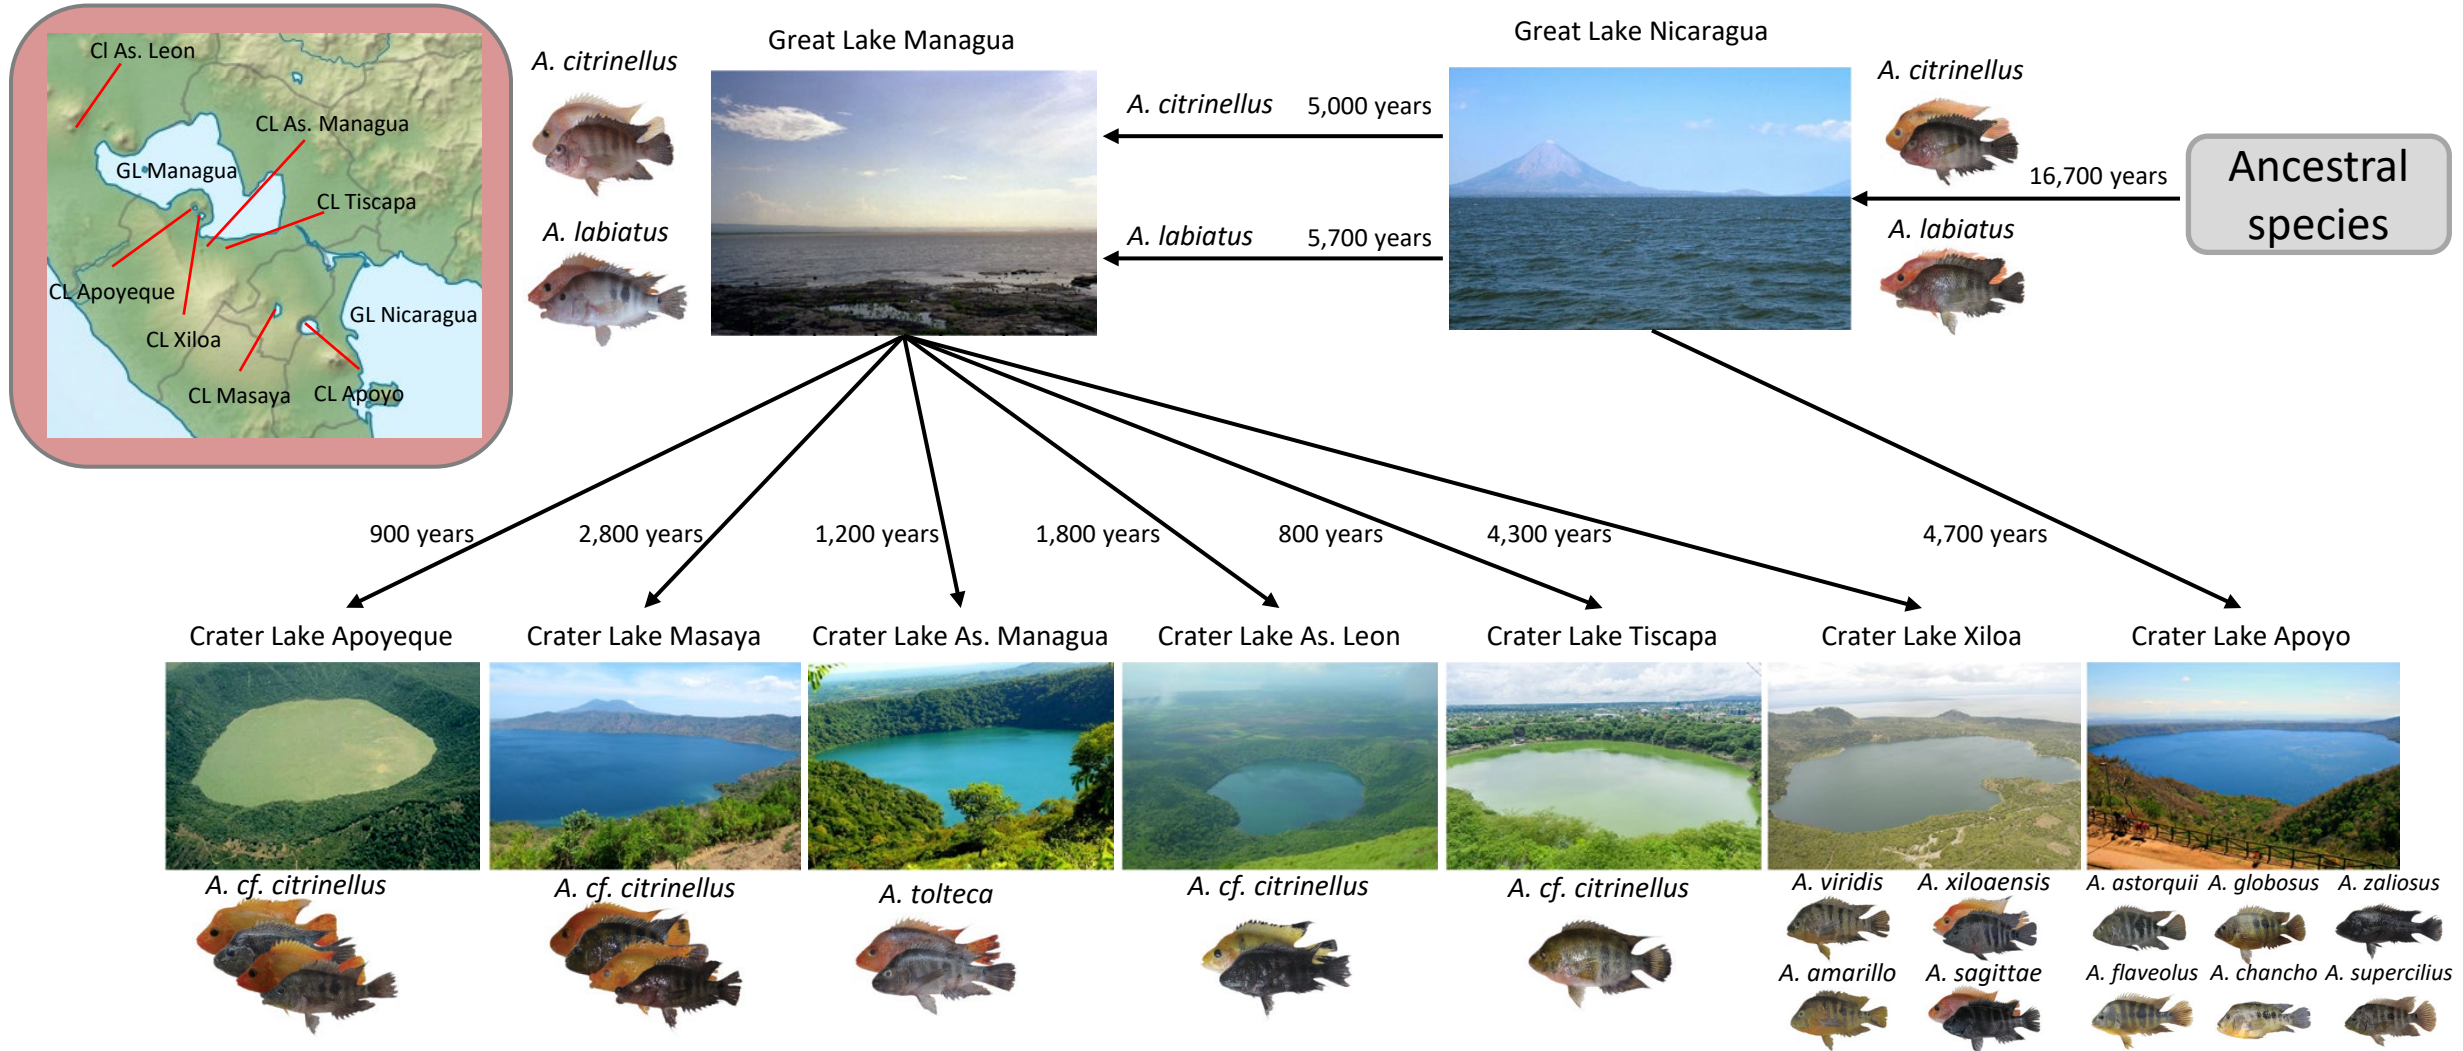 Cl As. Leon
CL As. Managua
GL Managua
CL Tiscapa
CL Apoyeque
GL Nicaragua
CL Xiloa
CL Masaya
CL Apoyo
A. citrinellus
Great Lake Managua
A. labiatus
A. citrinellus 5,000 years
A. labiatus 5,700 years
Great Lake Nicaragua
A. citrinellus
16,700 years
A. labiatus
Ancestral
species
900 years
2,800 years
1,200 years
1,800 years
800 years
4,300 years
4,700 years
Crater Lake Apoyeque
Crater Lake Masaya
Crater Lake As. Managua
Crater Lake As. Leon
Crater Lake Tiscapa
Crater Lake Xiloa
Crater Lake Apoyo
A. cf. citrinellus
A. cf. citrinellus
A. tolteca
A. cf. citrinellus
A. cf. citrinellus
A. viridis
A. xiloaensis
A. amarillo
A. sagittae
A. astorquii
A. globosus
A. zaliosus
A. flaveolus
A. chancho
A. supercilius